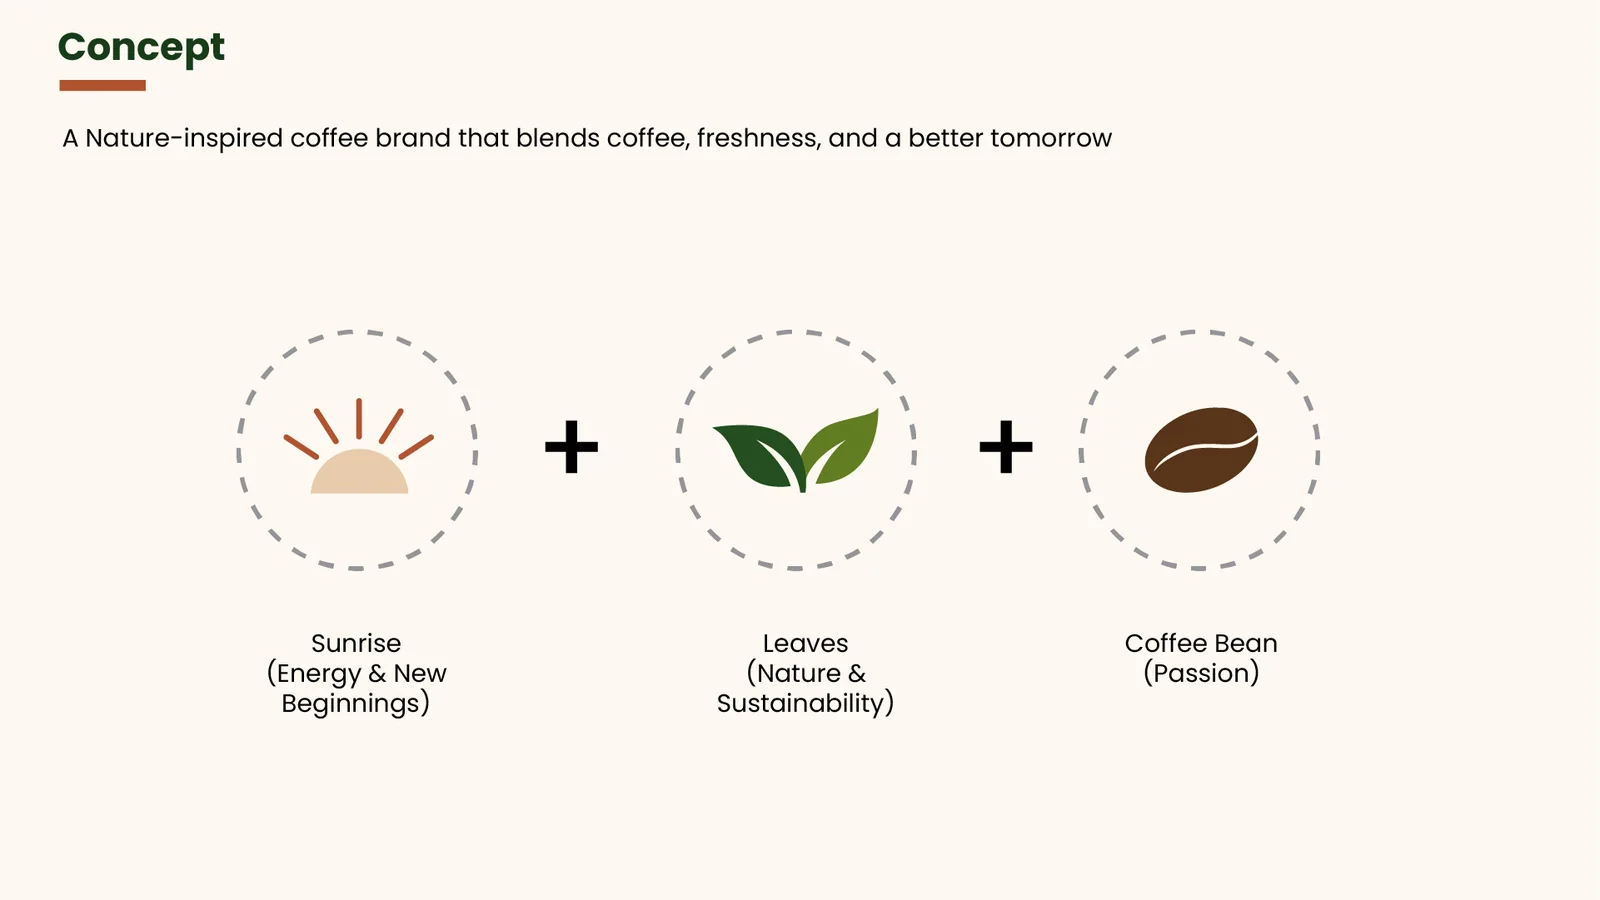 Concept
A Nature-inspired coffee brand that blends coffee, freshness, and a better tomorrow
+
+
Sunrise
(Energy & New
Beginnings)
Leaves
(Nature &
Sustainability)
Coffee Bean
(Passion)